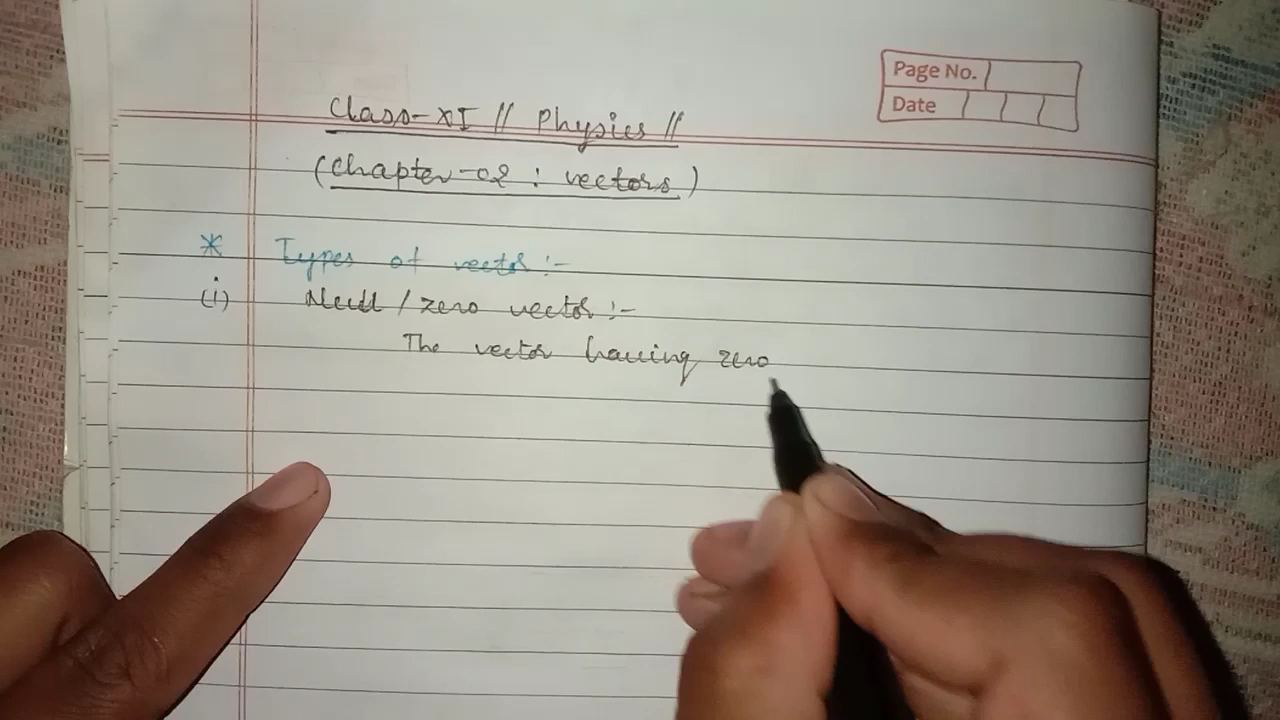 Page No.
Date
Class-XI // Physics //
(Chapter-02 : vectors)
* Types of vector :-
(i) Null / zero vector :-
The vector having zero